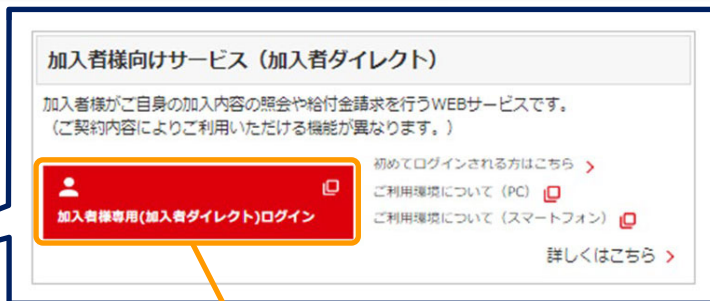 加入者様向けサービス（加入者ダイレクト）
加入者様がご自身の加入内容の照会や給付金請求を行うWEBサービスです。
（ご契約内容によりご利用いただける機能が異なります。）
加入者様専用(加入者ダイレクト)ログイン
初めてログインされる方はこちら
ご利用環境について（PC）
ご利用環境について（スマートフォン）
詳しくはこちら